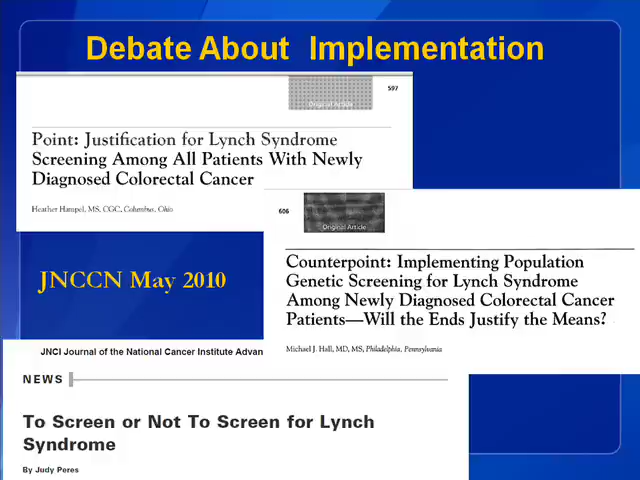 Debate About Implementation
Original Article
597
Point: Justification for Lynch Syndrome
Screening Among All Patients With Newly
Diagnosed Colorectal Cancer
Heather Hampel, MS, CGC, Columbus, Ohio
606
Original Article
Counterpoint: Implementing Population
Genetic Screening for Lynch Syndrome
Among Newly Diagnosed Colorectal Cancer
Patients—Will the Ends Justify the Means?
Michael J. Hall, MD, MS, Philadelphia, Pennsylvania
JNCCN May 2010
JNCI Journal of the National Cancer Institute Advan
NEWS
To Screen or Not To Screen for Lynch
Syndrome
By Judy Peres